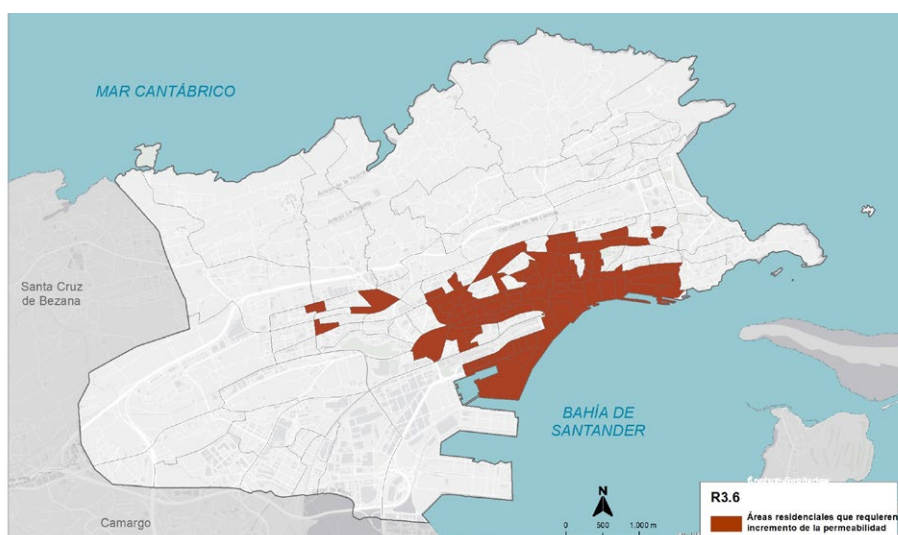 MAR CANTÁBRICO
Santa Cruz
de Bezana
BAHÍA DE
SANTANDER
Camargo
N
0 500 1.000 m
R3.6
Áreas residenciales que requieren
incremento de la permeabilidad